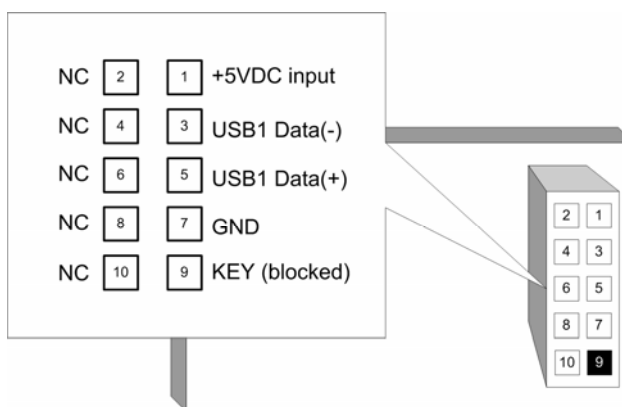 NC 2 1 +5VDC input
NC 4 3 USB1 Data(-)
NC 6 5 USB1 Data(+)
NC 8 7 GND
NC 10 9 KEY (blocked)
2 1
4 3
6 5
8 7
10 9